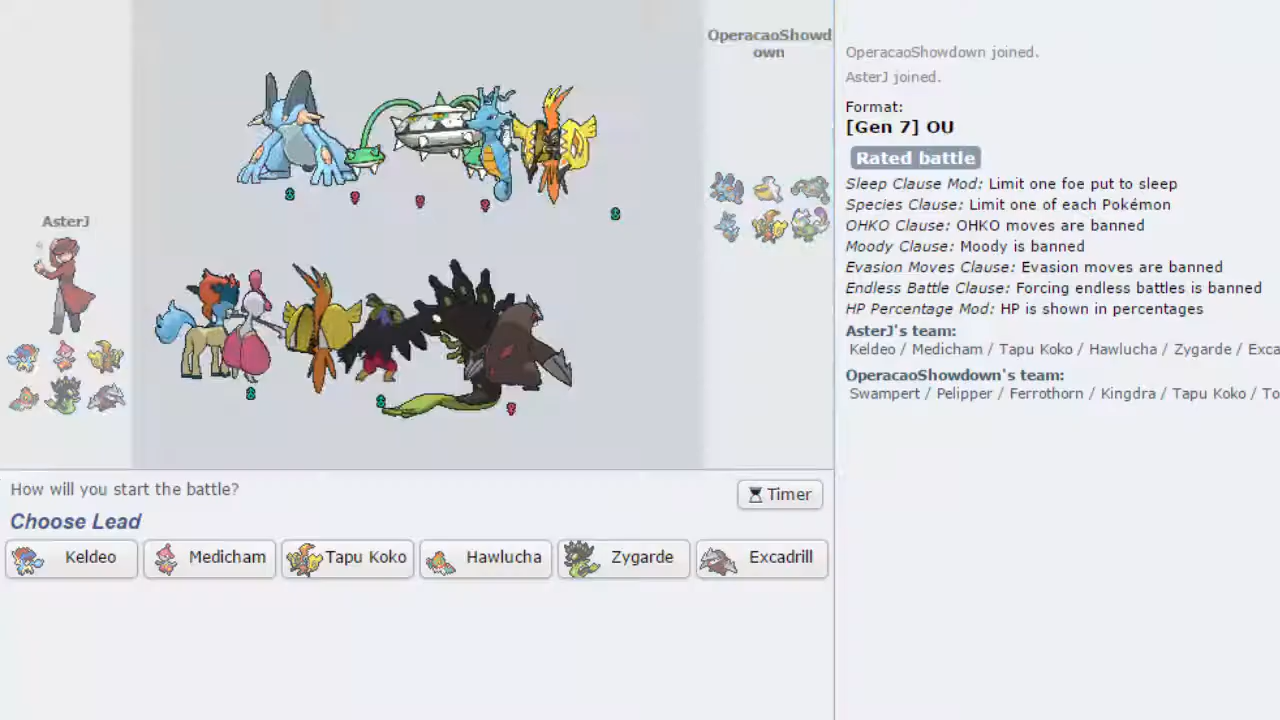 OperacaoShowd
own
AsterJ
How will you start the battle?
Timer
Choose Lead
Keldeo
Medicham
Tapu Koko
Hawlucha
Zygarde
Excadrill
OperacaoShowdown joined.
AsterJ joined.
Format:
[Gen 7] OU
Rated battle
Sleep Clause Mod: Limit one foe put to sleep
Species Clause: Limit one of each Pokémon
OHKO Clause: OHKO moves are banned
Moody Clause: Moody is banned
Evasion Moves Clause: Evasion moves are banned
Endless Battle Clause: Forcing endless battles is banned
HP Percentage Mod: HP is shown in percentages
AsterJ's team:
Keldeo / Medicham / Tapu Koko / Hawlucha / Zygarde / Exca
OperacaoShowdown's team:
Swampert / Pelipper / Ferrothorn / Kingdra / Tapu Koko / To